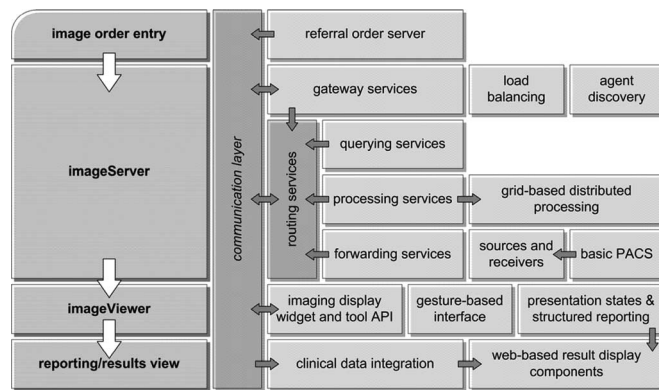 image order entry
referral order server
gateway services
load
balancing
agent
discovery
imageServer
communication layer
routing services
querying services
processing services
grid-based distributed
processing
forwarding services
sources and
receivers
basic PACS
imageViewer
imaging display
widget and tool API
gesture-based
interface
presentation states &
structured reporting
reporting/results view
clinical data integration
web-based result display
components